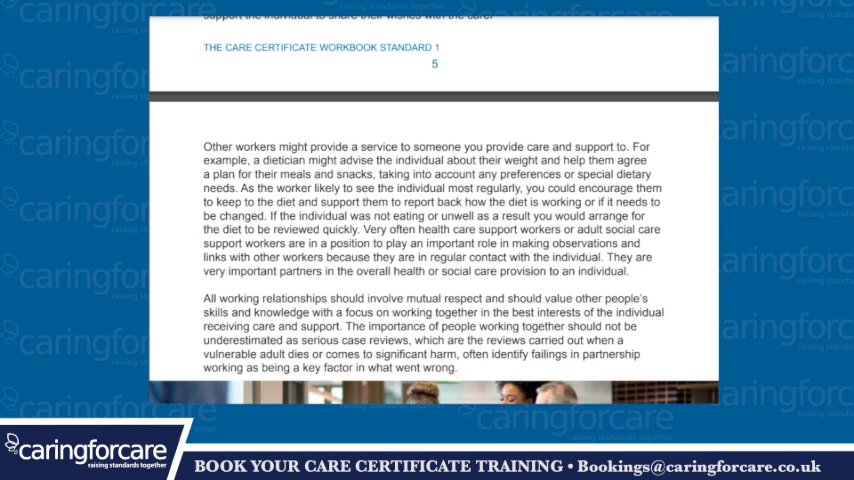 support the individual to share their wishes with the carer
THE CARE CERTIFICATE WORKBOOK STANDARD 1
5
Other workers might provide a service to someone you provide care and support to. For
example, a dietician might advise the individual about their weight and help them agree
a plan for their meals and snacks, taking into account any preferences or special dietary
needs. As the worker likely to see the individual most regularly, you could encourage them
to keep to the diet and support them to report back how the diet is working or if it needs to
be changed. If the individual was not eating or unwell as a result you would arrange for
the diet to be reviewed quickly. Very often health care support workers or adult social care
support workers are in a position to play an important role in making observations and
links with other workers because they are in regular contact with the individual. They are
very important partners in the overall health or social care provision to an individual.
All working relationships should involve mutual respect and should value other people's
skills and knowledge with a focus on working together in the best interests of the individual
receiving care and support. The importance of people working together should not be
underestimated as serious case reviews, which are the reviews carried out when a
vulnerable adult dies or comes to significant harm, often identify failings in partnership
working as being a key factor in what went wrong.
caringforcare
raising standards together
BOOK YOUR CARE CERTIFICATE TRAINING • Bookings@caringforcare.co.uk